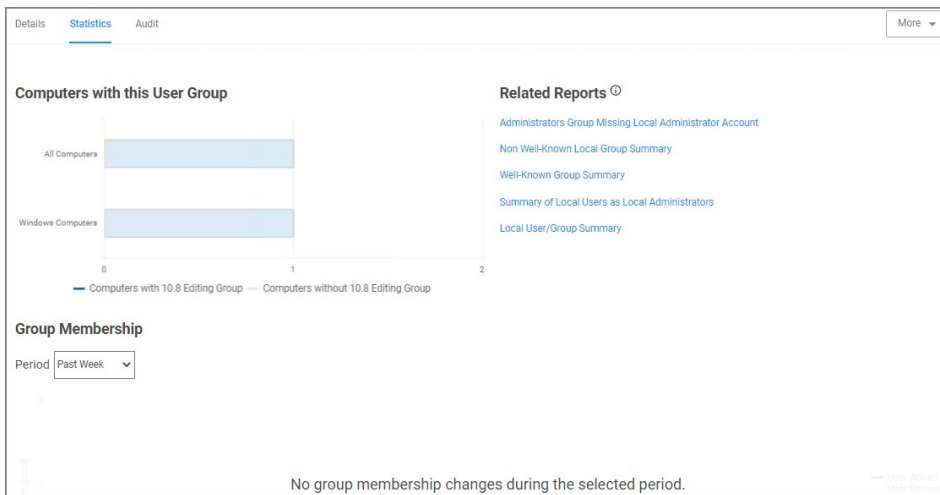 Details Statistics Audit More
Computers with this User Group
All Computers
Windows Computers
0 1 2
Computers with 10.8 Editing Group Computers without 10.8 Editing Group
Related Reports
Administrators Group Missing Local Administrator Account
Non Well-Known Local Group Summary
Well-Known Group Summary
Summary of Local Users as Local Administrators
Local User/Group Summary
Group Membership
Period Past Week
No group membership changes during the selected period.
User Added